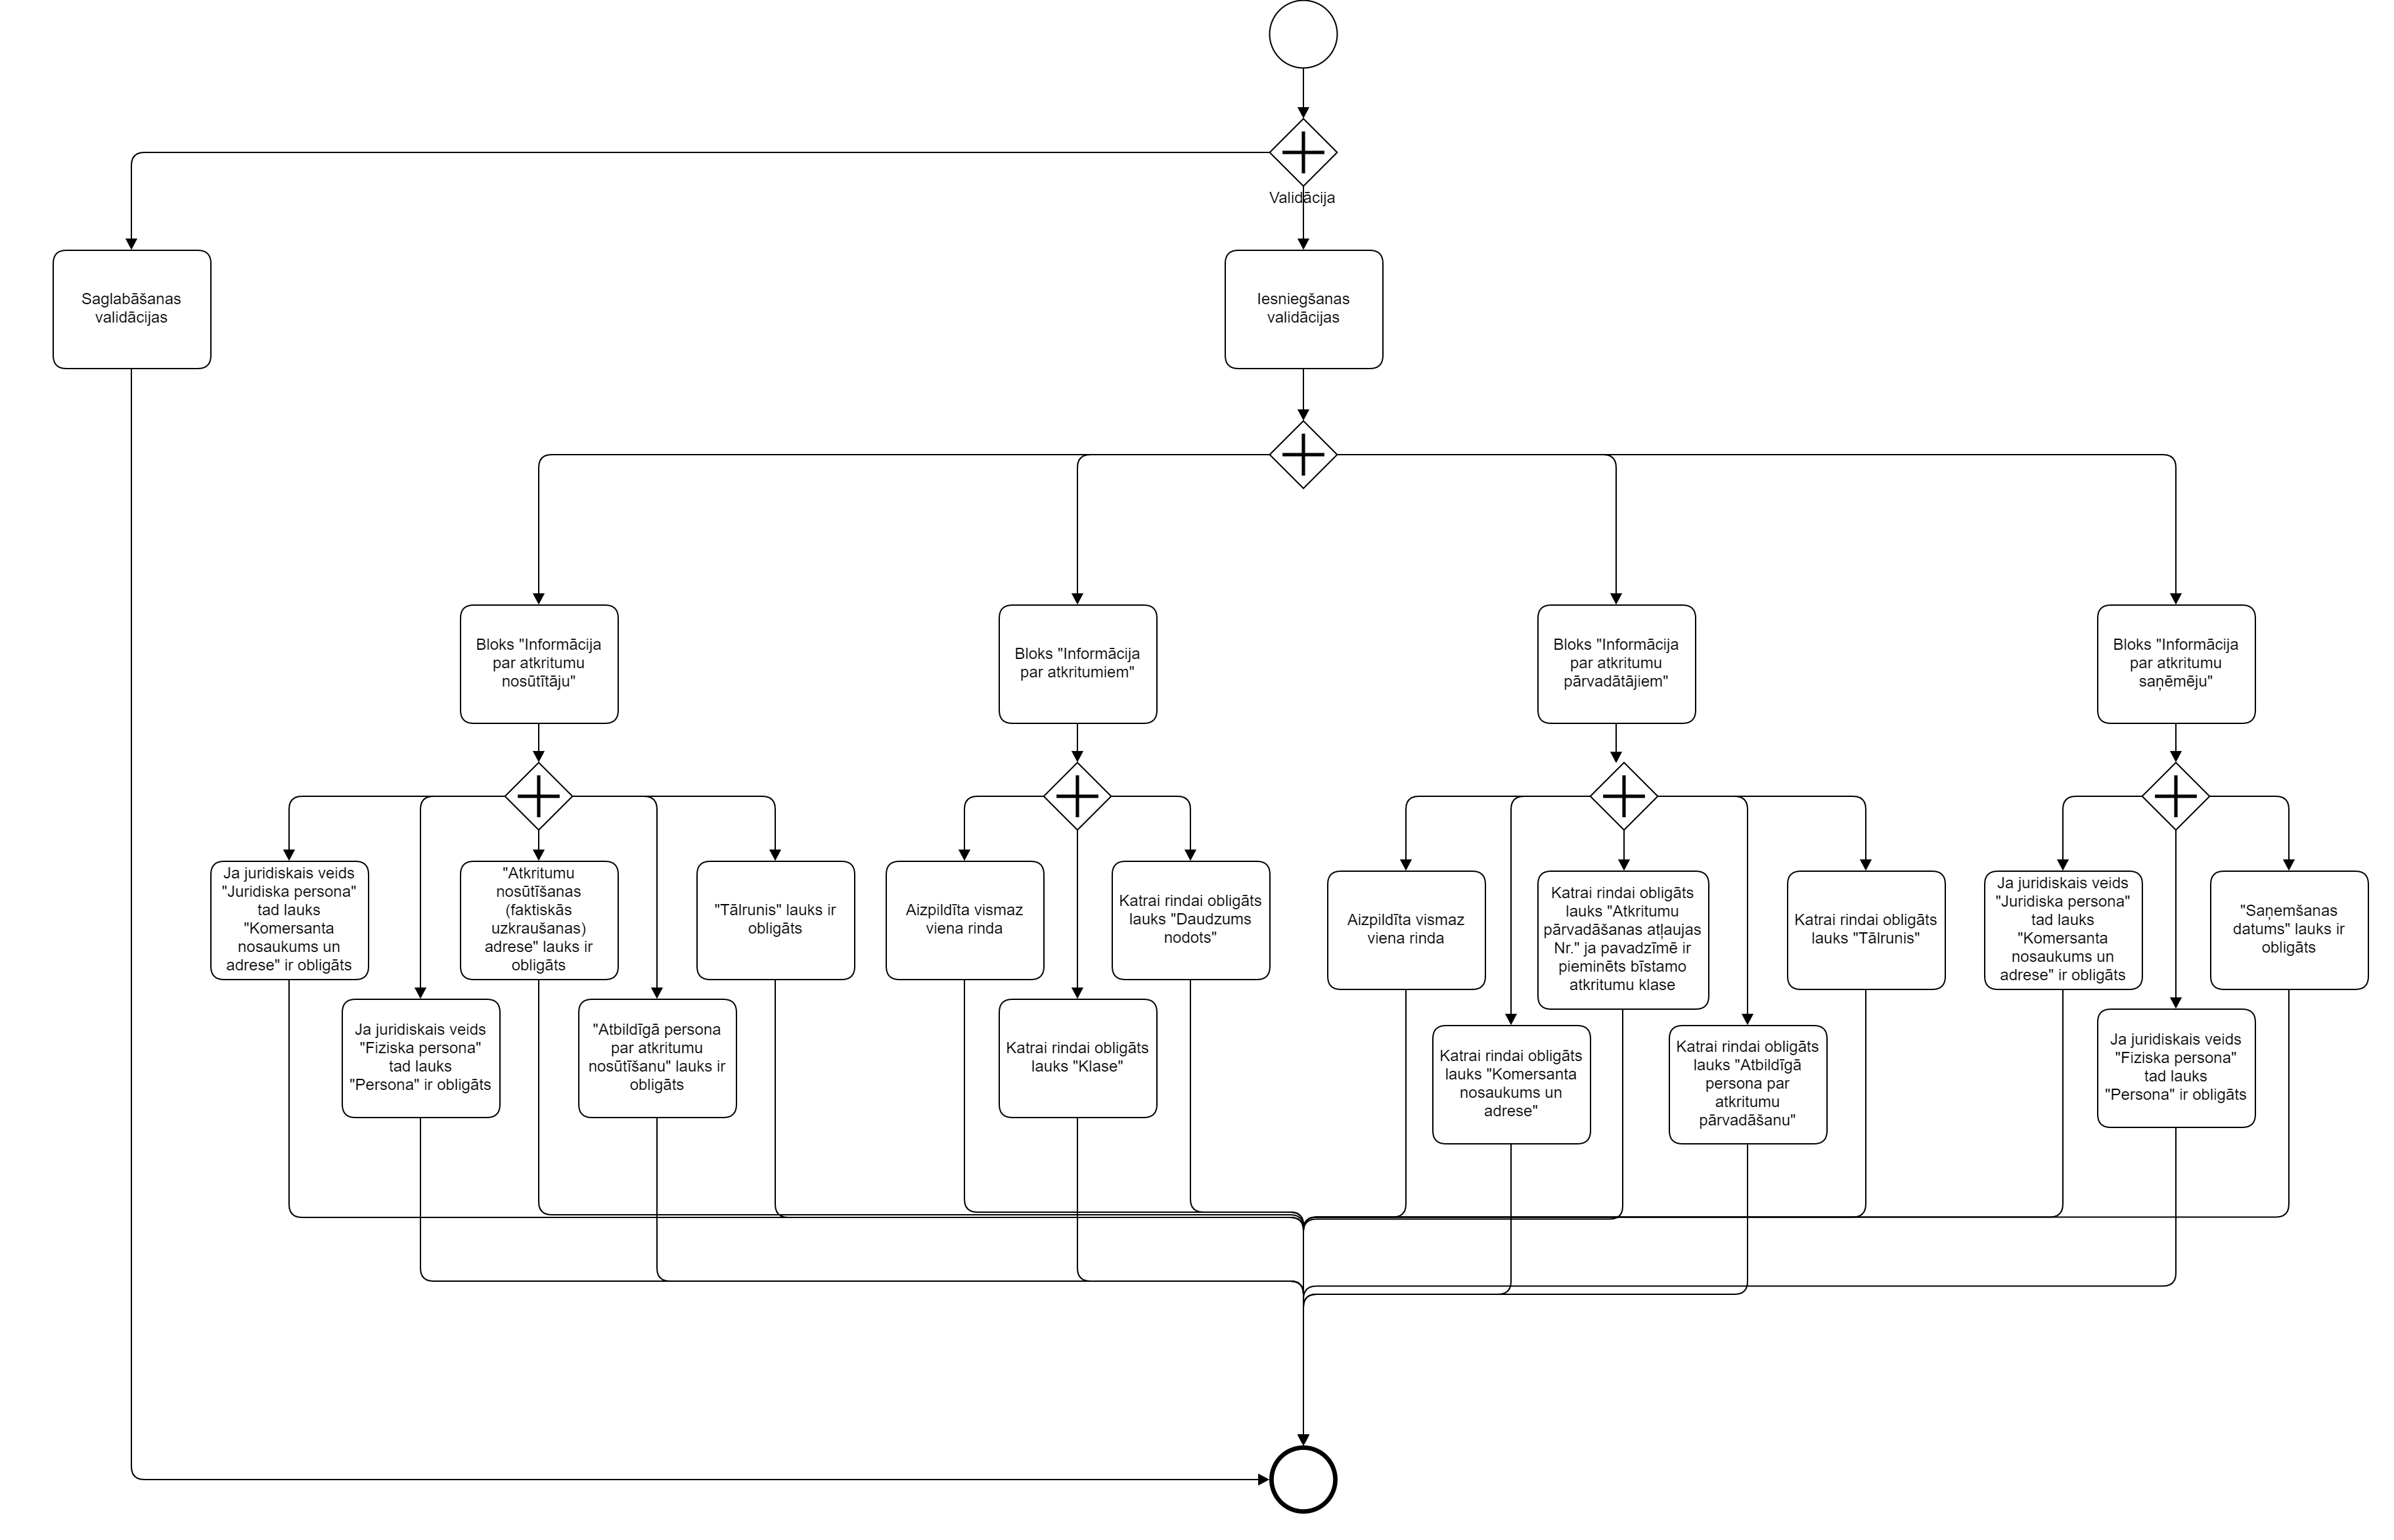 Validācija
Saglabāšanas
validācijas
Iesniegšanas
validācijas
Bloks "Informācija
par atkritumu
nosūtītāju"
Bloks "Informācija
par atkritumiem"
Bloks "Informācija
par atkritumu
pārvadātājiem"
Bloks "Informācija
par atkritumu
saņēmēju"
Ja juridiskais veids
"Juridiska persona"
tad lauks
"Komersanta
nosaukums un
adrese" ir obligāts
Ja juridiskais veids
"Fiziska persona"
tad lauks
"Persona" ir obligāts
"Atkritumu
nosūtīšanas
(faktiskās
uzkraušanas)
adrese" lauks ir
obligāts
"Atbildīgā persona
par atkritumu
nosūtīšanu" lauks ir
obligāts
"Tālrunis" lauks ir
obligāts
Aizpildīta vismaz
viena rinda
Katrai rindai obligāts
lauks "Klase"
Katrai rindai obligāts
lauks "Daudzums
nodots"
Aizpildīta vismaz
viena rinda
Katrai rindai obligāts
lauks "Komersanta
nosaukums un
adrese"
Katrai rindai obligāts
lauks "Atkritumu
pārvadāšanas atļaujas
Nr." ja pavadzīmē ir
pieminēts bīstamo
atkritumu klase
Katrai rindai obligāts
lauks "Atbildīgā
persona par
atkritumu
pārvadāšanu"
Katrai rindai obligāts
lauks "Tālrunis"
Ja juridiskais veids
"Juridiska persona"
tad lauks
"Komersanta
nosaukums un
adrese" ir obligāts
Ja juridiskais veids
"Fiziska persona"
tad lauks
"Persona" ir obligāts
"Saņemšanas
datums" lauks ir
obligāts